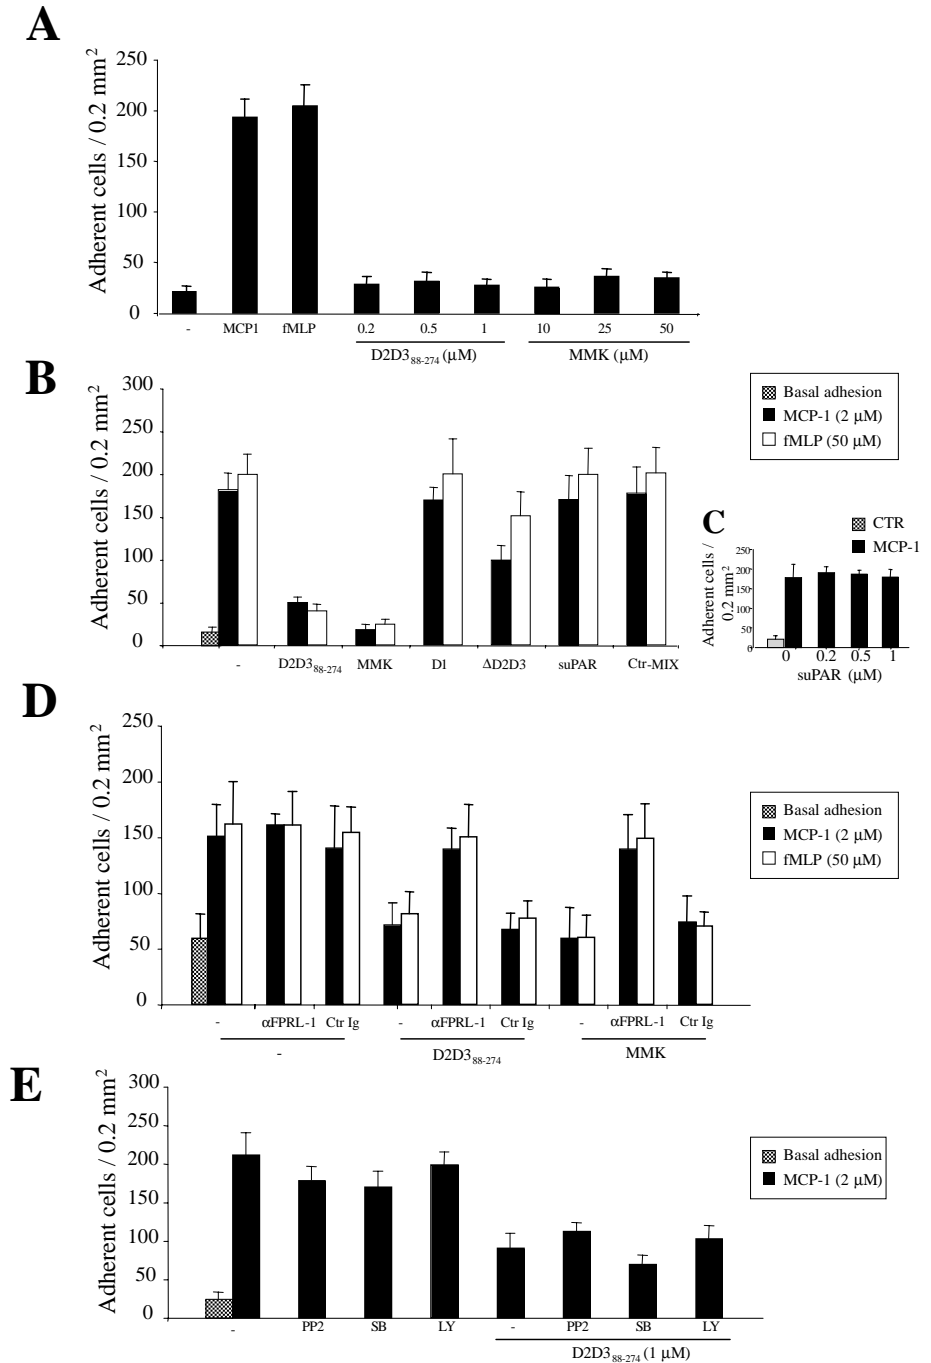 A
Adherent cells / 0.2 mm²
250
200
150
100
50
0
- MCP1 fMLP 0.2 0.5 1 10 25 50
D2D3₈₈₋₂₇₄ (μM) MMK (μM)
B
Adherent cells / 0.2 mm²
300
250
200
150
100
50
0
- D2D3₈₈₋₂₇₄ MMK D1 ΔD2D3 suPAR Ctr-MIX
Basal adhesion
MCP-1 (2 μM)
fMLP (50 μM)
C
CTR
MCP-1
Adherent cells /
0.2 mm²
250
200
150
100
50
0
0 0.2 0.5 1
suPAR (μM)
D
Adherent cells / 0.2 mm²
250
200
150
100
50
0
- αFPRL-1 Ctr Ig - αFPRL-1 Ctr Ig - αFPRL-1 Ctr Ig
- D2D3₈₈₋₂₇₄ MMK
Basal adhesion
MCP-1 (2 μM)
fMLP (50 μM)
E
Adherent cells / 0.2 mm²
300
250
200
150
100
50
0
- PP2 SB LY - PP2 SB LY
D2D3₈₈₋₂₇₄ (1 μM)
Basal adhesion
MCP-1 (2 μM)